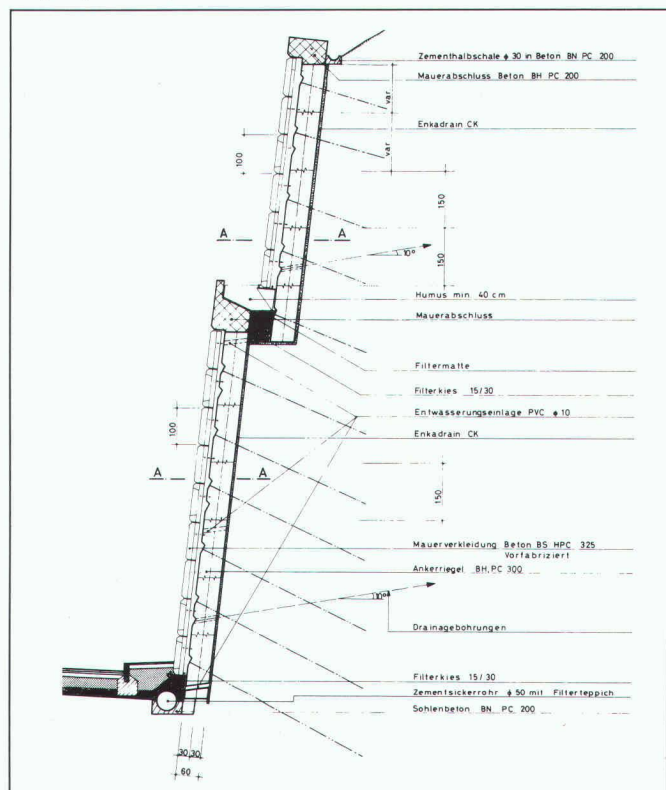 Zementhalbschale ϕ 30 in Beton BN PC 200
Mauerabschluss Beton BH PC 200
var
Enkadrain CK
var
100
150
A A
150
10°
Humus min. 40 cm
Mauerabschluss
Filtermatte
Filterkies 15/30
Entwässerungseinlage PVC ϕ 10
100
Enkadrain CK
A A
150
Mauerverkleidung Beton BS HPC 325
Vorfabriziert
Ankerriegel BH, PC 300
10°
Drainagebohrungen
Filterkies 15/30
Zementsickerrohr ϕ 50 mit Filterteppich
Sohlenbeton BN PC 200
30 30
60